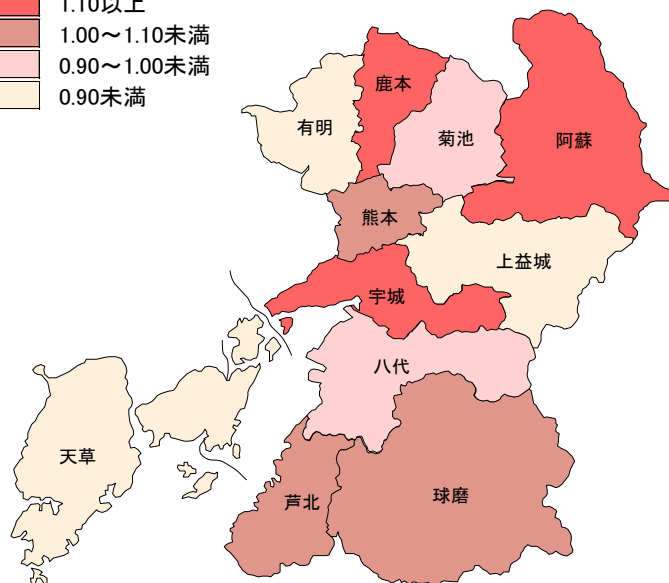 1.10以上
1.00～1.10未満
0.90～1.00未満
0.90未満
鹿本
有明
菊池
阿蘇
熊本
上益城
宇城
八代
天草
芦北
球磨